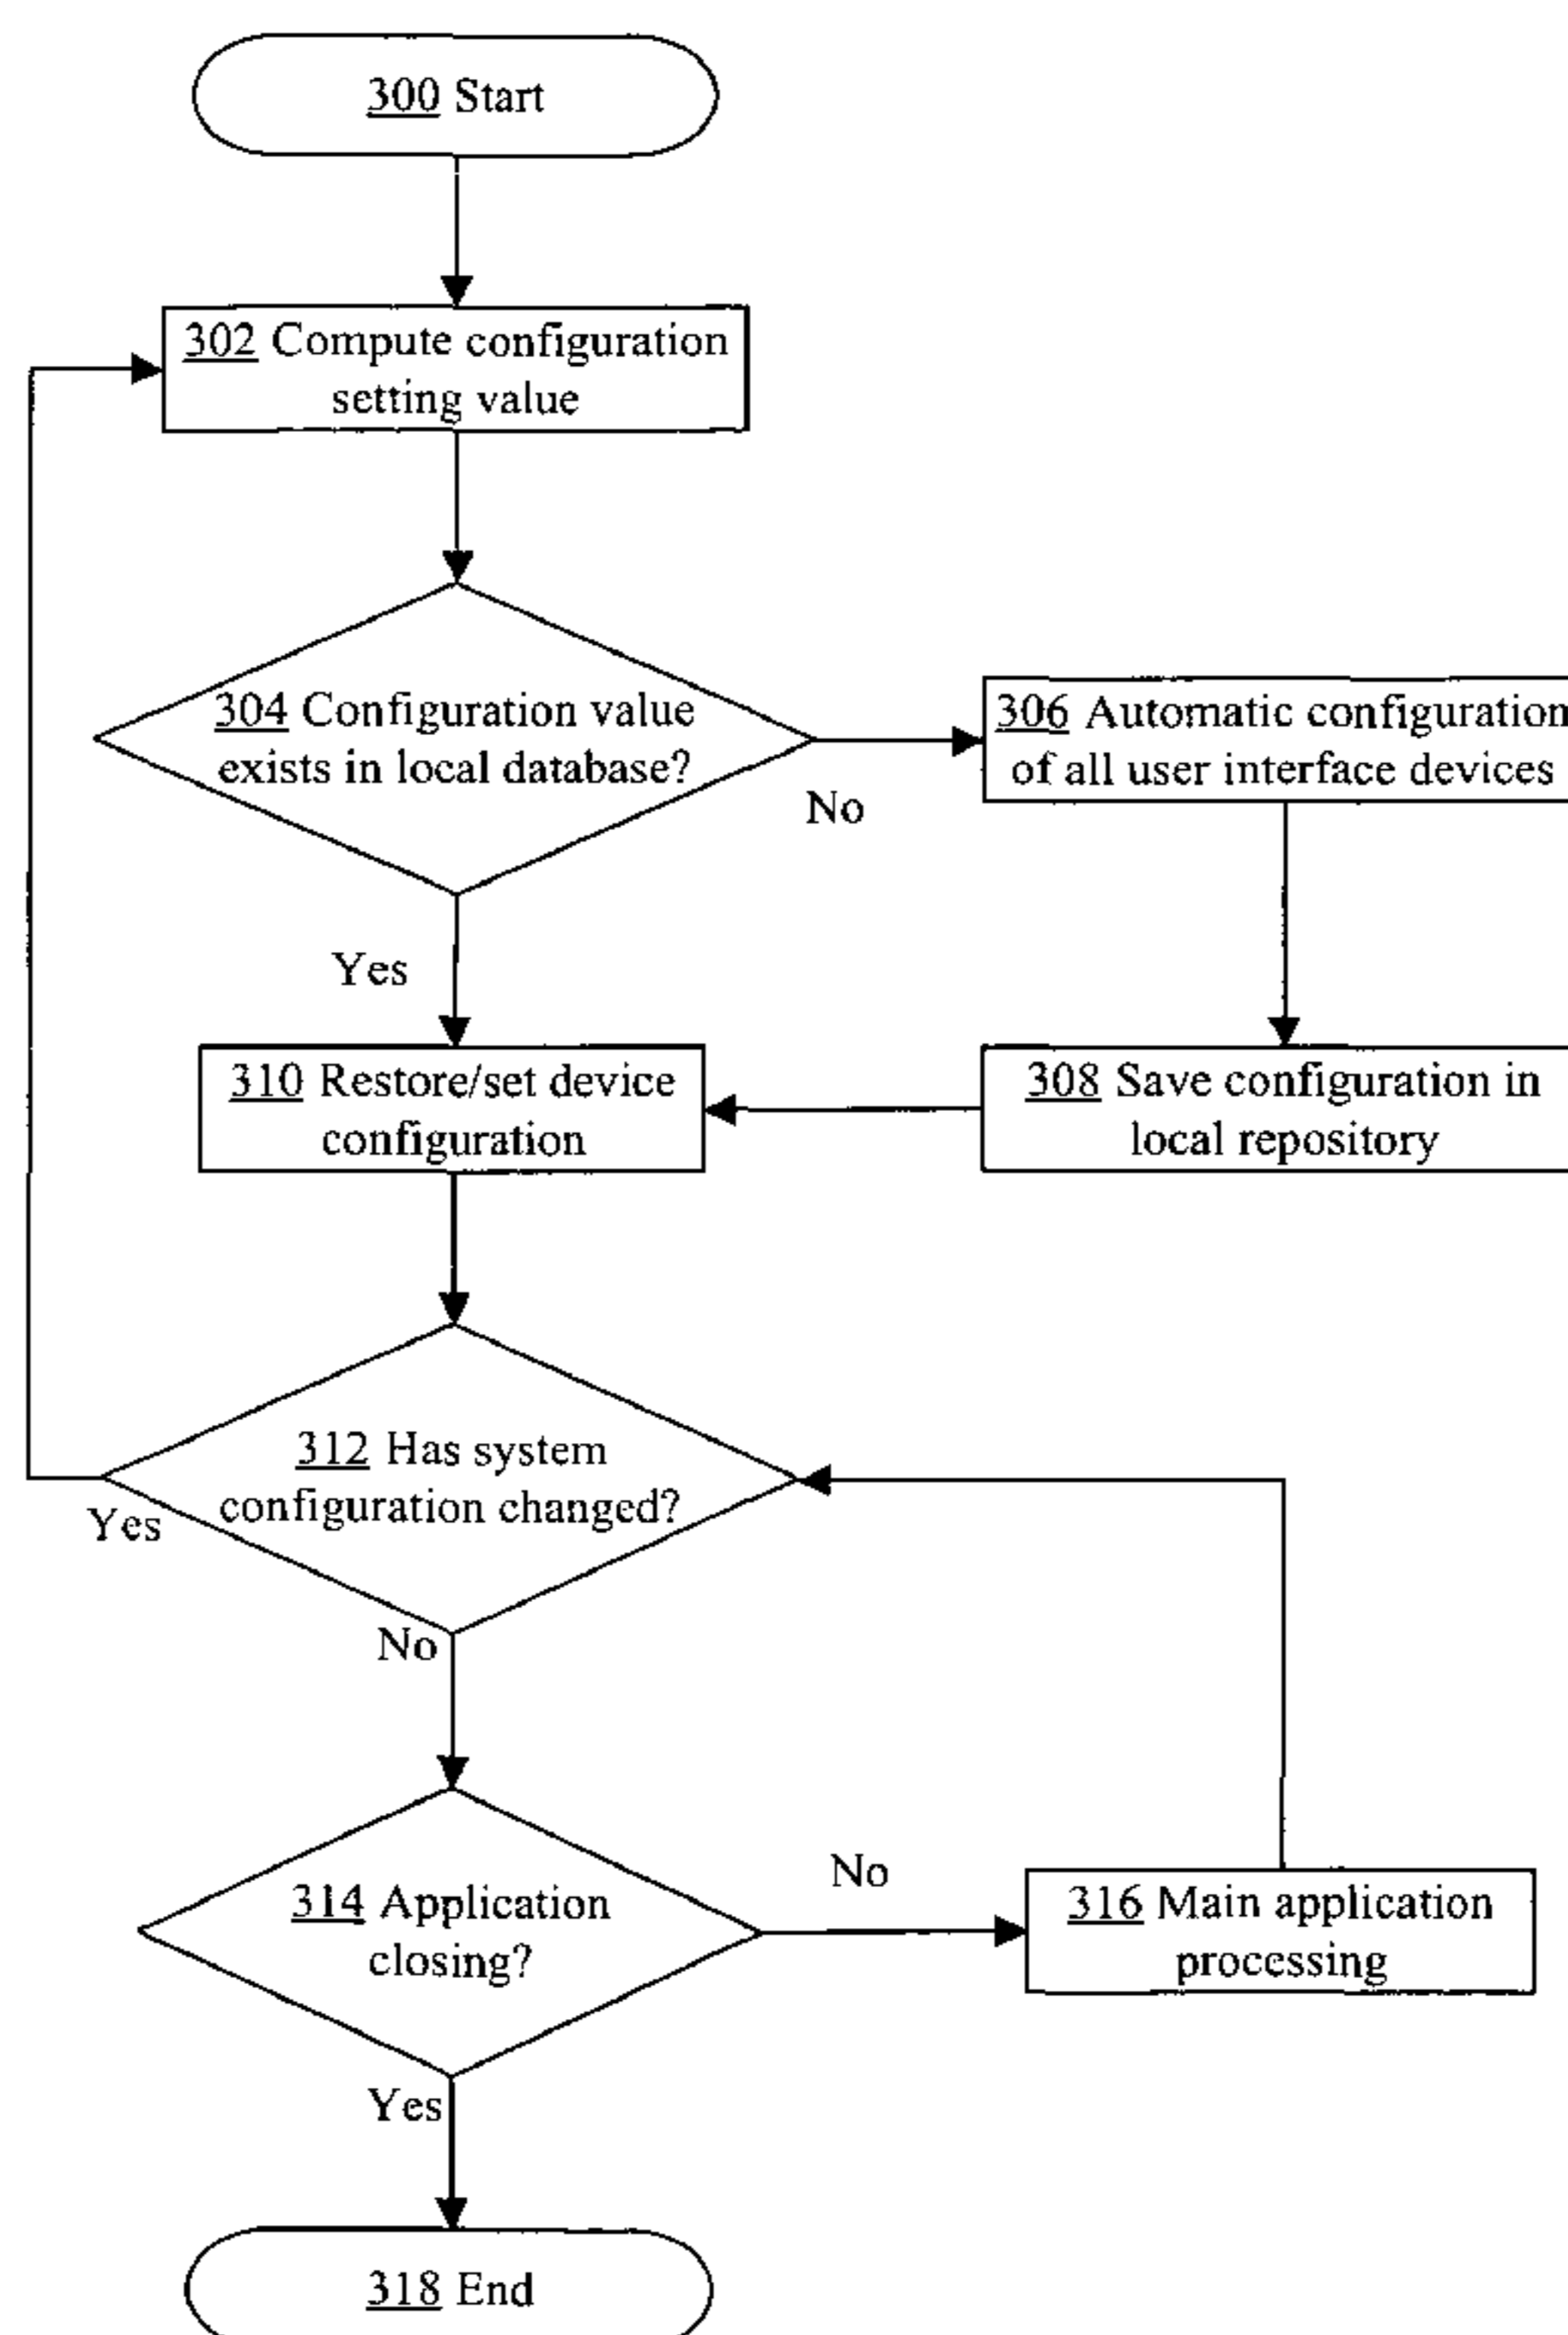 300 Start
302 Compute configuration
setting value
304 Configuration value
exists in local database?
No
306 Automatic configuration
of all user interface devices
Yes
310 Restore/set device
configuration
308 Save configuration in
local repository
312 Has system
configuration changed?
Yes
No
314 Application
closing?
No
316 Main application
processing
Yes
318 End